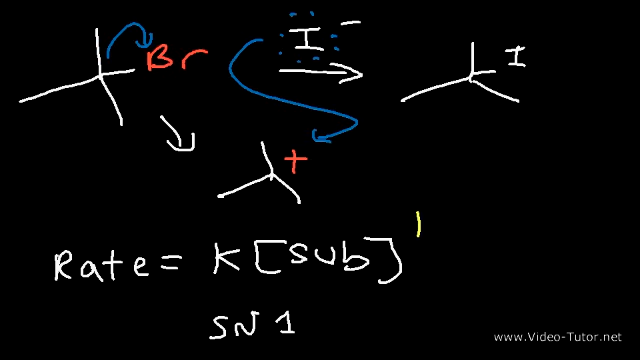 Br I⁻ I
+
Rate = K[sub]¹
SN1
www.Video-Tutor.net